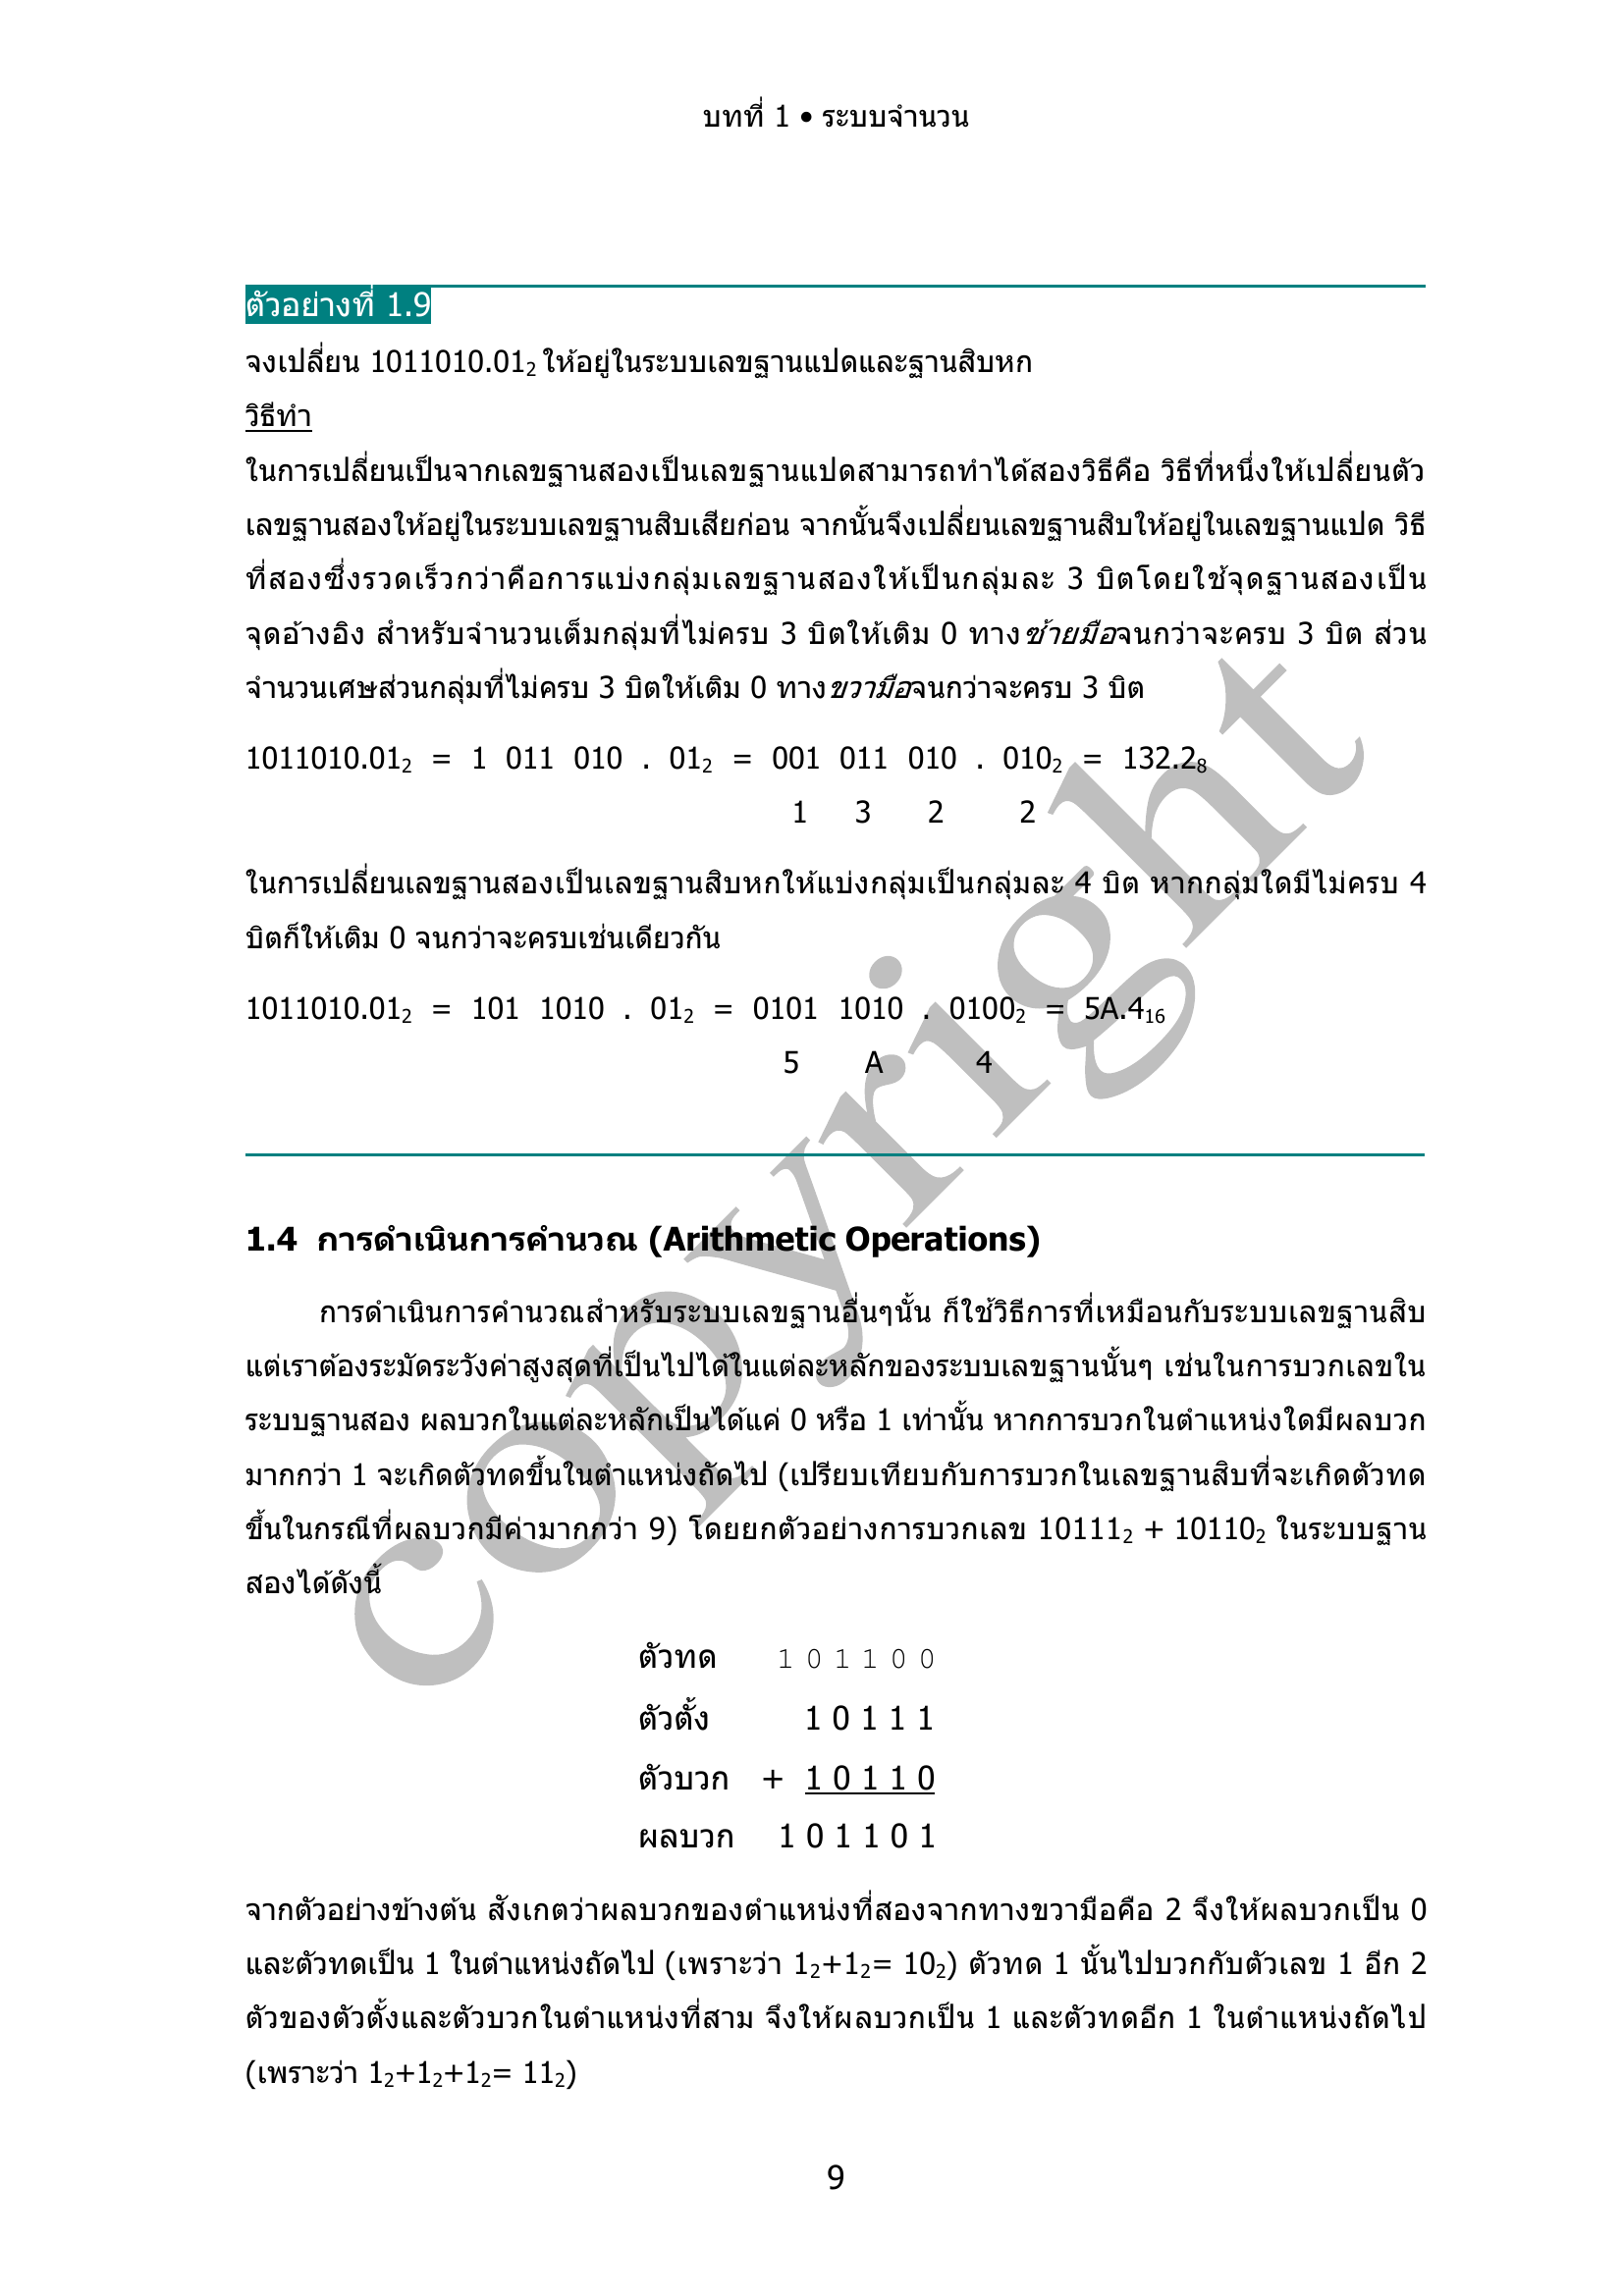 บทที่ 1 • ระบบจำนวน
ตัวอย่างที่ 1.9
จงเปลี่ยน 1011010.01₂ ให้อยู่ในระบบเลขฐานแปดและฐานสิบหก
วิธีทำ
ในการเปลี่ยนเป็นจากเลขฐานสองเป็นเลขฐานแปดสามารถทำได้สองวิธีคือ วิธีที่หนึ่งให้เปลี่ยนตัว
เลขฐานสองให้อยู่ในระบบเลขฐานสิบเสียก่อน จากนั้นจึงเปลี่ยนเลขฐานสิบให้อยู่ในเลขฐานแปด วิธี
ที่สองซึ่งรวดเร็วกว่าคือการแบ่งกลุ่มเลขฐานสองให้เป็นกลุ่มละ 3 บิตโดยใช้จุดฐานสองเป็น
จุดอ้างอิง สำหรับจำนวนเต็มกลุ่มที่ไม่ครบ 3 บิตให้เติม 0 ทางซ้ายมือจนกว่าจะครบ 3 บิต ส่วน
จำนวนเศษส่วนกลุ่มที่ไม่ครบ 3 บิตให้เติม 0 ทางขวามือจนกว่าจะครบ 3 บิต
1011010.01₂ = 1 011 010 . 01₂ = 001 011 010 . 010₂ = 132.2₈
1 3 2 2
ในการเปลี่ยนเลขฐานสองเป็นเลขฐานสิบหกให้แบ่งกลุ่มเป็นกลุ่มละ 4 บิต หากกลุ่มใดมีไม่ครบ 4
บิตก็ให้เติม 0 จนกว่าจะครบเช่นเดียวกัน
1011010.01₂ = 101 1010 . 01₂ = 0101 1010 . 0100₂ = 5A.4₁₆
5 A 4
1.4 การดำเนินการคำนวณ (Arithmetic Operations)
การดำเนินการคำนวณสำหรับระบบเลขฐานอื่นๆนั้น ก็ใช้วิธีการที่เหมือนกับระบบเลขฐานสิบ
แต่เราต้องระมัดระวังค่าสูงสุดที่เป็นไปได้ในแต่ละหลักของระบบเลขฐานนั้นๆ เช่นในการบวกเลขใน
ระบบฐานสอง ผลบวกในแต่ละหลักเป็นได้แค่ 0 หรือ 1 เท่านั้น หากการบวกในตำแหน่งใดมีผลบวก
มากกว่า 1 จะเกิดตัวทดขึ้นในตำแหน่งถัดไป (เปรียบเทียบกับการบวกในเลขฐานสิบที่จะเกิดตัวทด
ขึ้นในกรณีที่ผลบวกมีค่ามากกว่า 9) โดยยกตัวอย่างการบวกเลข 10111₂ + 10110₂ ในระบบฐาน
สองได้ดังนี้
ตัวทด 1 0 1 1 0 0
ตัวตั้ง 1 0 1 1 1
ตัวบวก + 1 0 1 1 0
ผลบวก 1 0 1 1 0 1
จากตัวอย่างข้างต้น สังเกตว่าผลบวกของตำแหน่งที่สองจากทางขวามือคือ 2 จึงให้ผลบวกเป็น 0
และตัวทดเป็น 1 ในตำแหน่งถัดไป (เพราะว่า 1₂+1₂= 10₂) ตัวทด 1 นั้นไปบวกกับตัวเลข 1 อีก 2
ตัวของตัวตั้งและตัวบวกในตำแหน่งที่สาม จึงให้ผลบวกเป็น 1 และตัวทดอีก 1 ในตำแหน่งถัดไป
(เพราะว่า 1₂+1₂+1₂= 11₂)
9
copyright